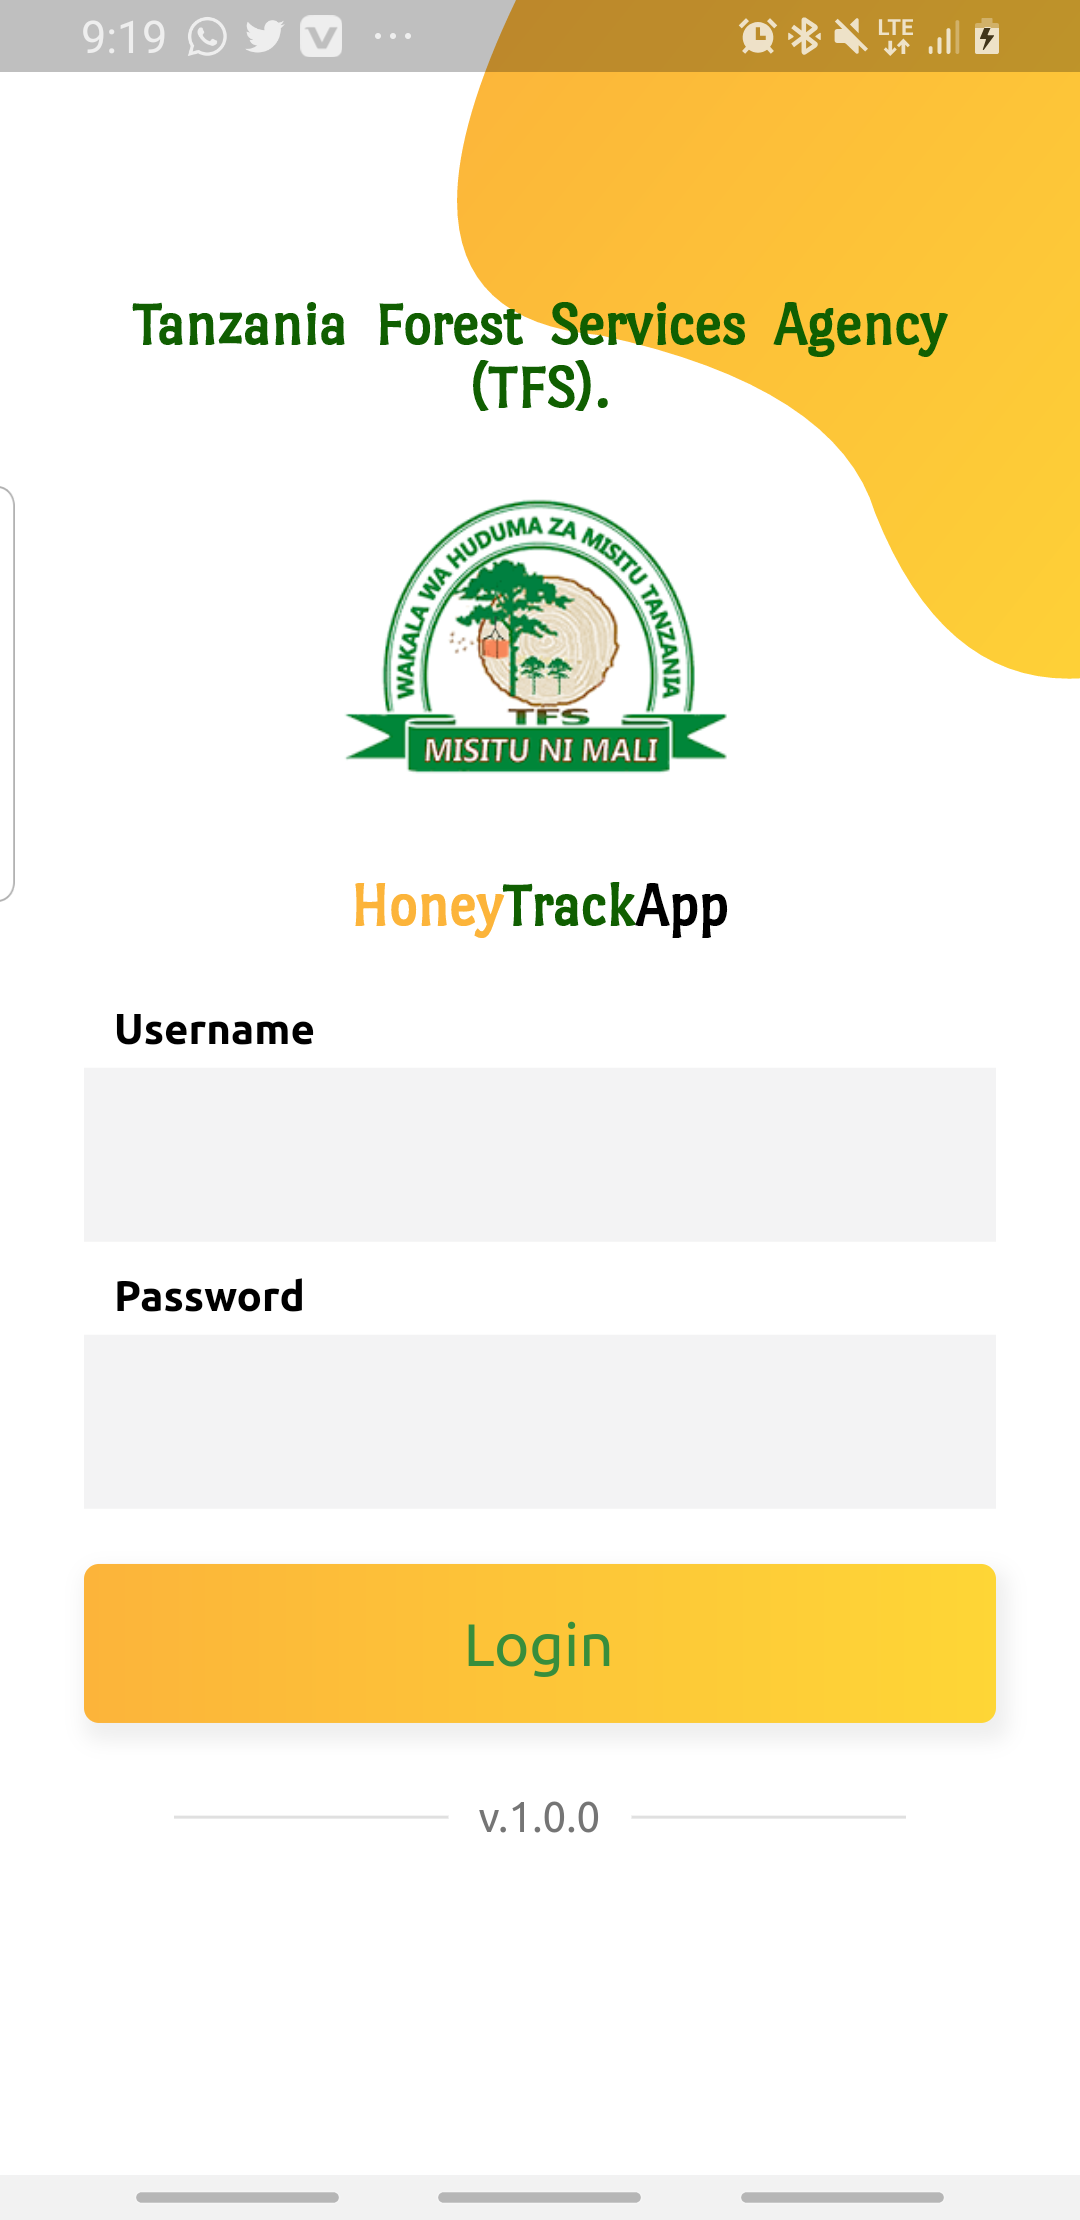 9:19 LTE
Tanzania Forest Services Agency
(TFS).
WAKALA WA HUDUMA ZA MISITU TANZANIA
TFS
MISITU NI MALI
HoneyTrackApp
Username
Password
Login
v.1.0.0